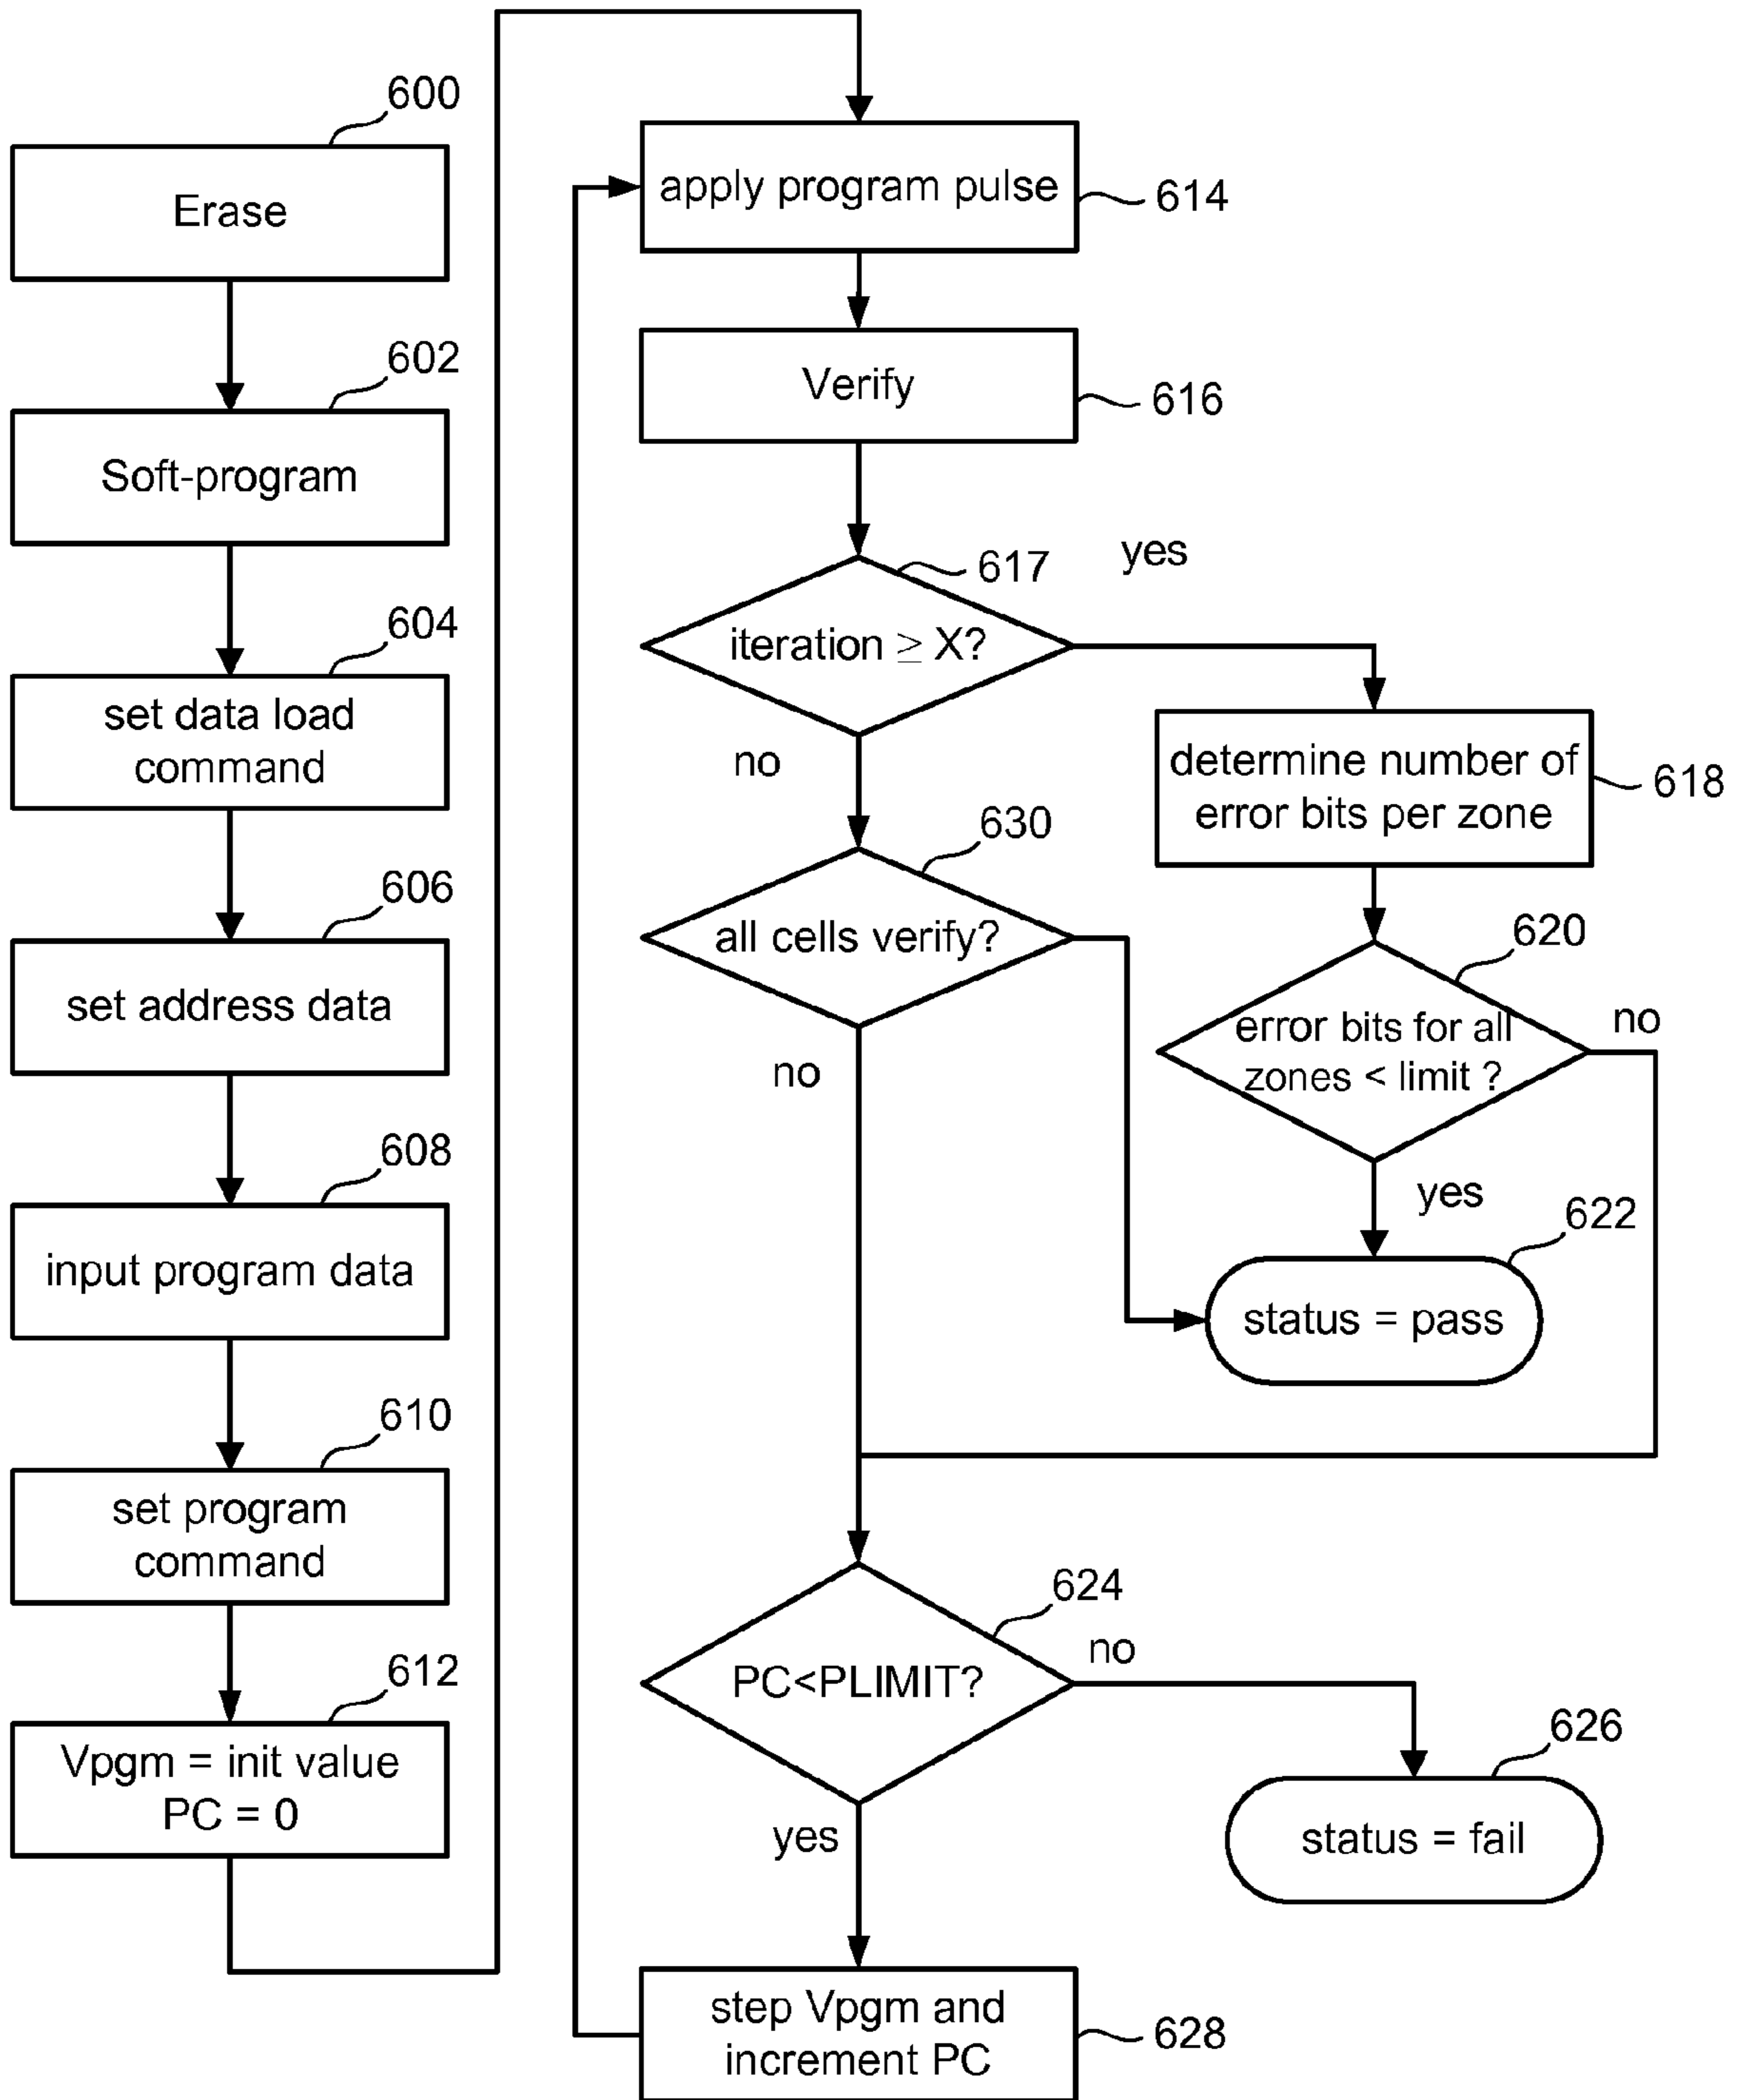 600
Erase
602
Soft-program
604
set data load
command
606
set address data
608
input program data
610
set program
command
612
Vpgm = init value
PC = 0
apply program pulse
614
Verify
616
617
yes
iteration ≥ X?
no
determine number of
error bits per zone
618
630
all cells verify?
no
620
error bits for all
zones < limit ?
no
yes
622
status = pass
624
PC<PLIMIT?
no
yes
626
status = fail
step Vpgm and
increment PC
628